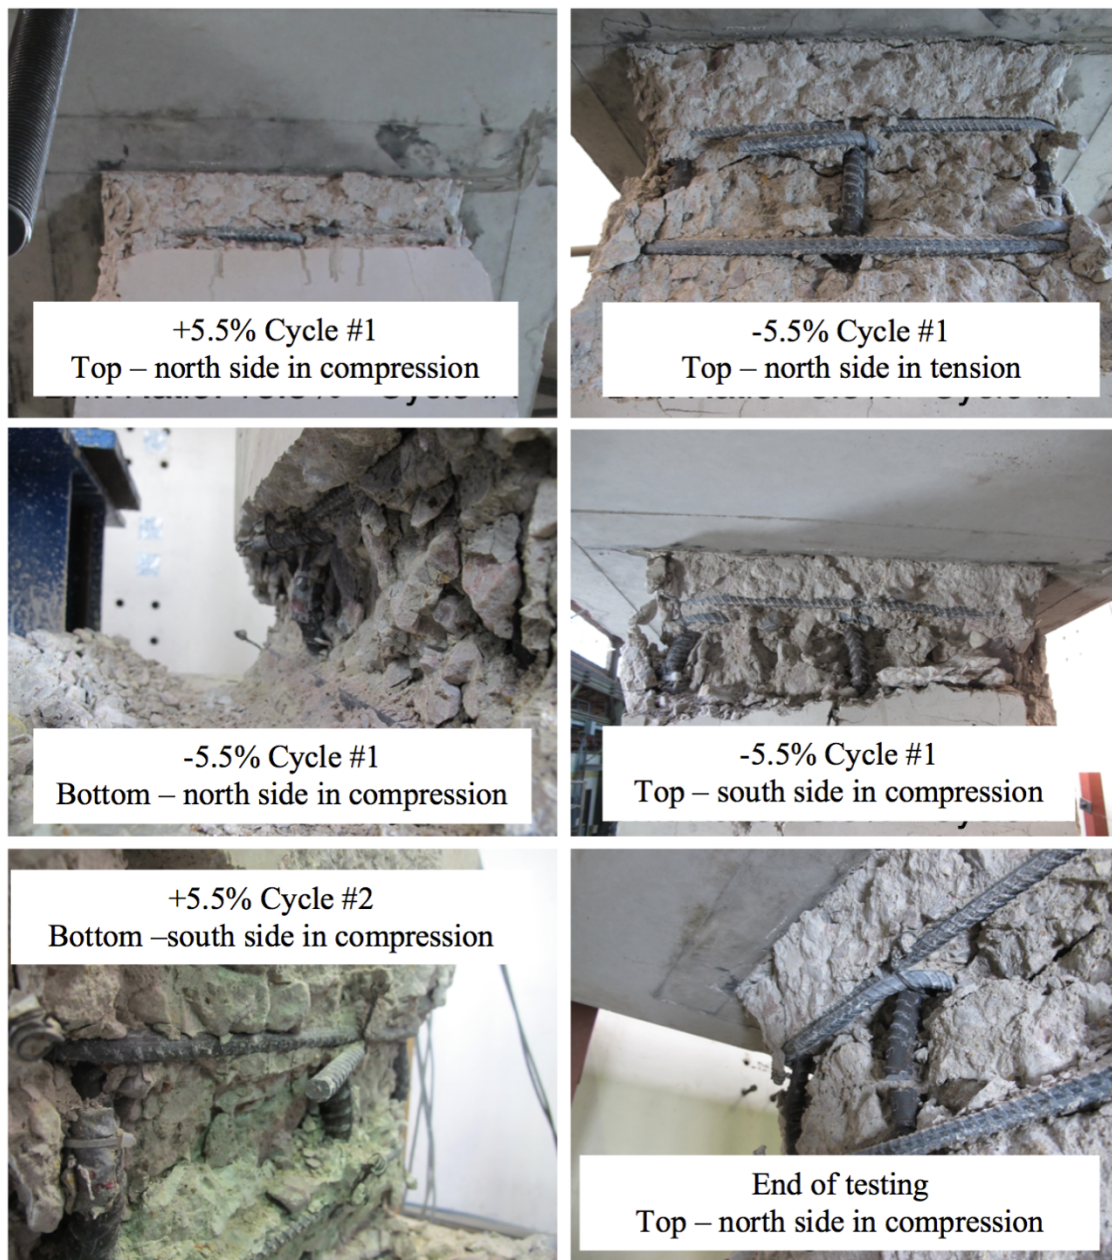 +5.5% Cycle #1
Top – north side in compression
-5.5% Cycle #1
Top – north side in tension
-5.5% Cycle #1
Bottom – north side in compression
-5.5% Cycle #1
Top – south side in compression
+5.5% Cycle #2
Bottom –south side in compression
End of testing
Top – north side in compression